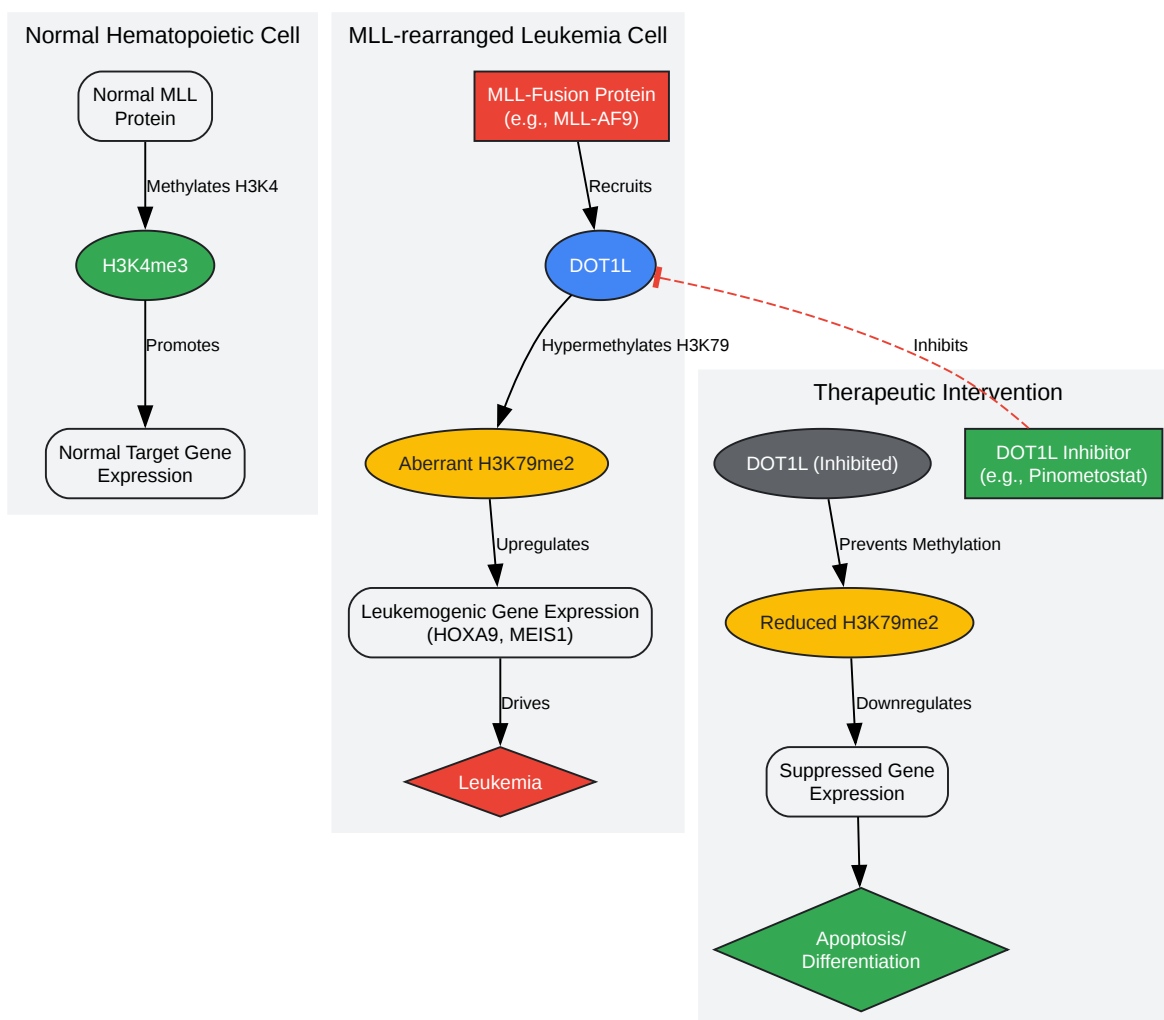 Normal Hematopoietic Cell
Normal MLL
Protein
Methylates H3K4
H3K4me3
Promotes
Normal Target Gene
Expression
MLL-rearranged Leukemia Cell
MLL-Fusion Protein
(e.g., MLL-AF9)
Recruits
DOT1L
Hypermethylates H3K79
Aberrant H3K79me2
Upregulates
Leukemogenic Gene Expression
(HOXA9, MEIS1)
Drives
Leukemia
Inhibits
Therapeutic Intervention
DOT1L (Inhibited)
DOT1L Inhibitor
(e.g., Pinometostat)
Prevents Methylation
Reduced H3K79me2
Downregulates
Suppressed Gene
Expression
Apoptosis/
Differentiation